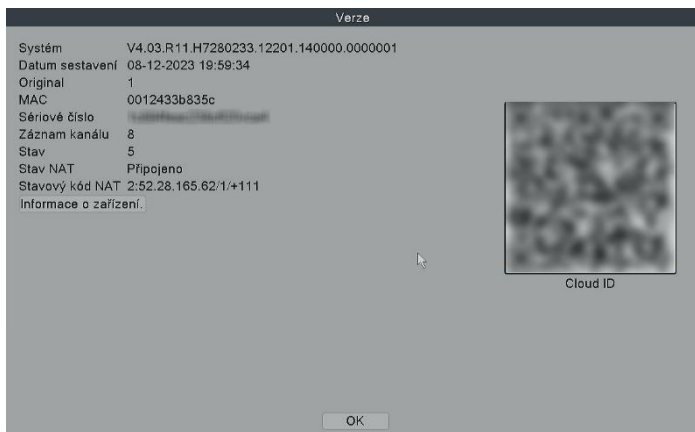 Verze
Systém V4.03.R11.H7280233.12201.140000.0000001
Datum sestavení 08-12-2023 19:59:34
Original 1
MAC 0012433b835c
Sériové číslo
Záznam kanálu 8
Stav 5
Stav NAT Připojeno
Stavový kód NAT 2:52.28.165.62/1/+111
Informace o zařízení.
Cloud ID
OK